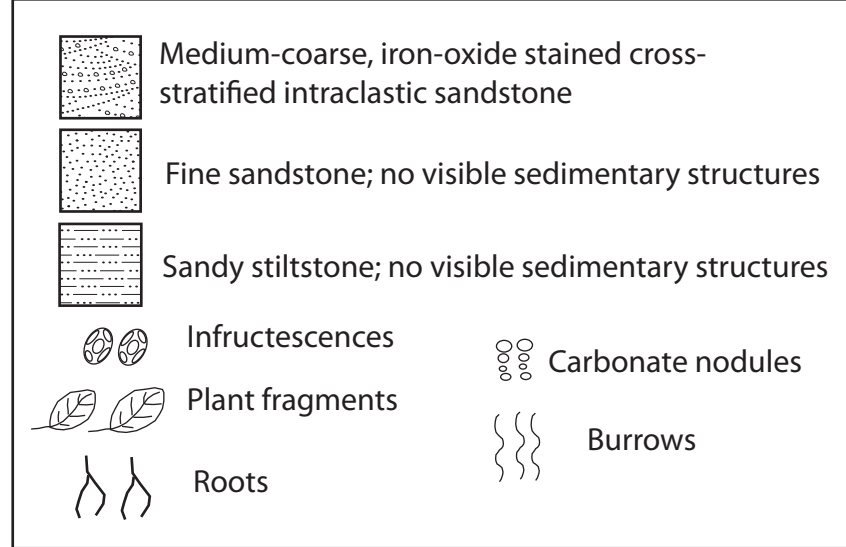 Medium-coarse, iron-oxide stained cross-
stratified intraclastic sandstone
Fine sandstone; no visible sedimentary structures
Sandy stiltstone; no visible sedimentary structures
Infructescences
Carbonate nodules
Plant fragments
Burrows
Roots